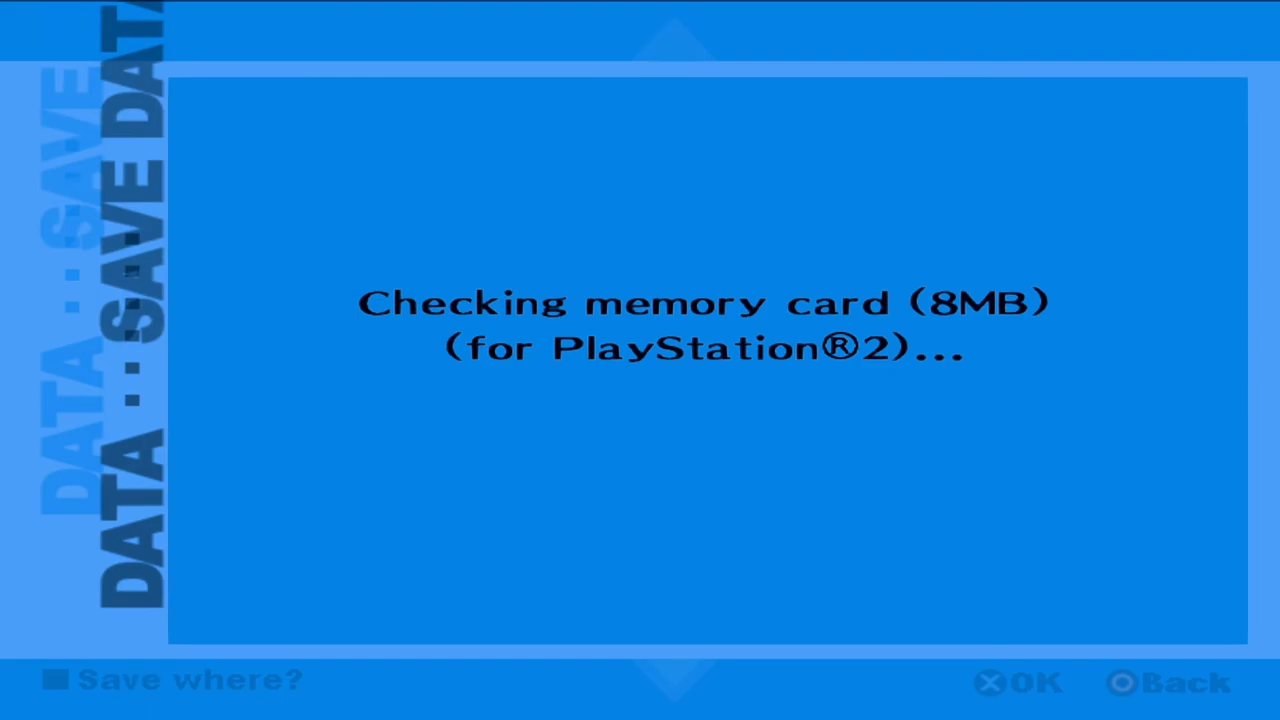 DATA : : SAVE
DATA : : SAVE DATA
Checking memory card (8MB)
(for PlayStation®2)...
Save where?
OK
Back